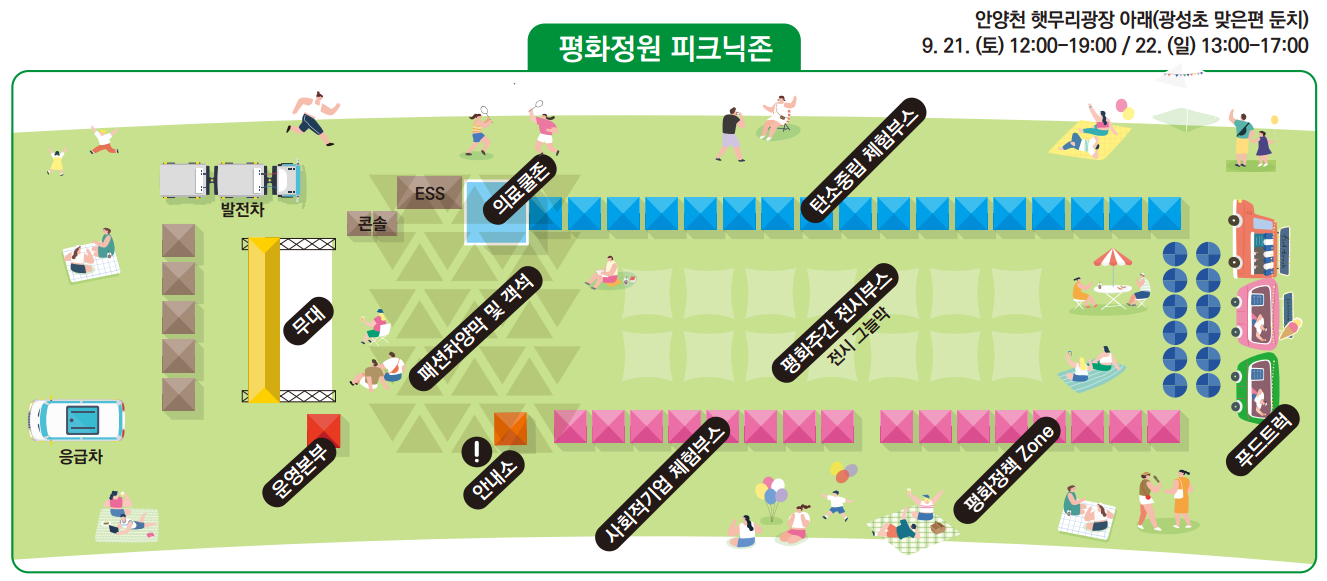 안양천 햇무리광장 아래(광성초 맞은편 둔치)
9. 21. (토) 12:00-19:00 / 22. (일) 13:00-17:00
평화정원 피크닉존
발전차
콘솔
ESS
의료쿨존
탄소중립 체험부스
무대
패션차양막 및 객석
평화주간 전시부스
전시 그늘막
응급차
운영본부
!
안내소
사회적기업 체험부스
평화정책 Zone
푸드트럭